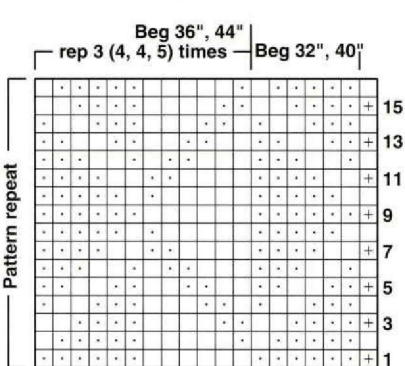 Beg 36", 44"
rep 3 (4, 4, 5) times
Beg 32", 40"
Pattern repeat
15
13
11
9
7
5
3
1